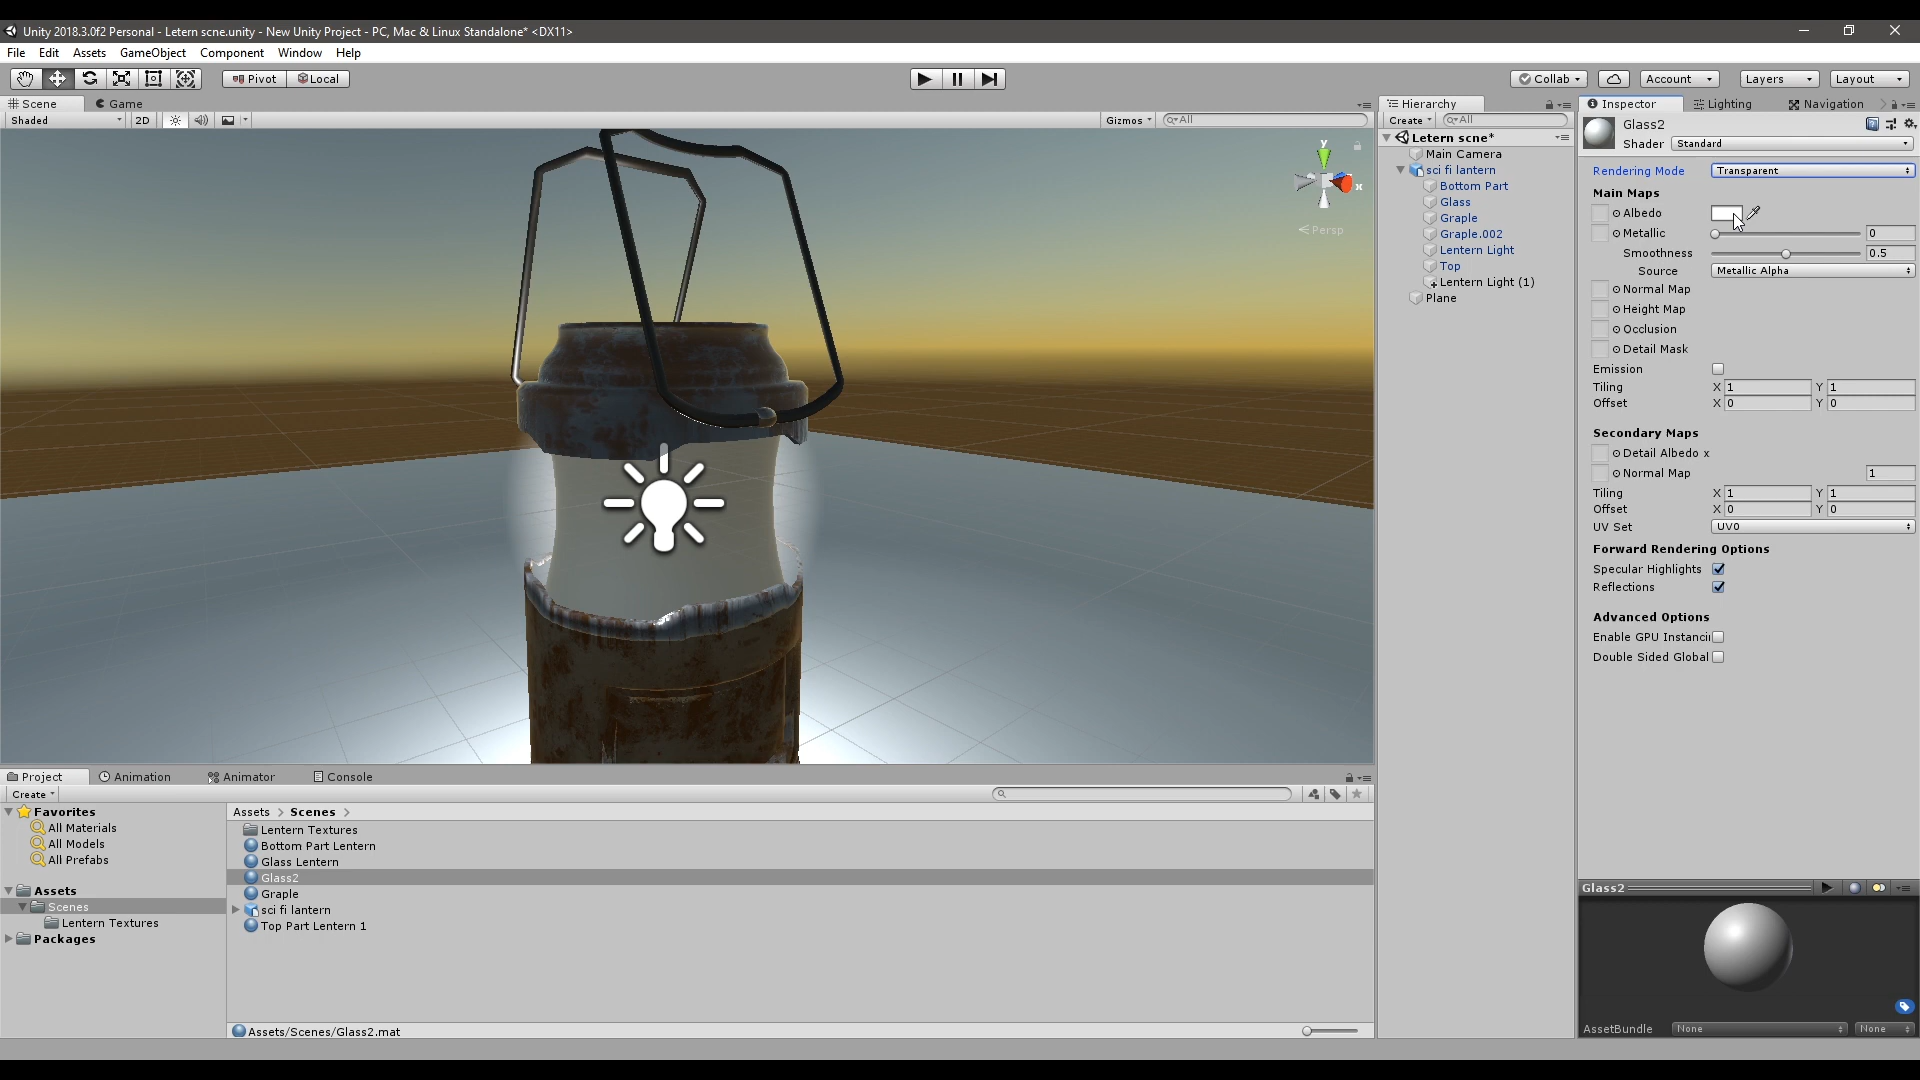 Unity 2018.3.0f2 Personal - Letern scne.unity - New Unity Project - PC, Mac & Linux Standalone* <DX11>
File Edit Assets GameObject Component Window Help
Pivot Local Collab Account Layers Layout
Scene Game
Shaded 2D Gizmos All
y
x
Persp
Hierarchy
Create All
Letern scne*
Main Camera
sci fi lantern
Bottom Part
Glass
Graple
Graple.002
Lentern Light
Top
Lentern Light (1)
Plane
Inspector Lighting Navigation
Glass2
Shader Standard
Rendering Mode Transparent
Main Maps
Albedo
Metallic 0
Smoothness 0.5
Source Metallic Alpha
Normal Map
Height Map
Occlusion
Detail Mask
Emission
Tiling X 1 Y 1
Offset X 0 Y 0
Secondary Maps
Detail Albedo x
Normal Map 1
Tiling X 1 Y 1
Offset X 0 Y 0
UV Set UV0
Forward Rendering Options
Specular Highlights
Reflections
Advanced Options
Enable GPU Instancii
Double Sided Global
Glass2
AssetBundle None None
Project Animation Animator Console
Create
Favorites
All Materials
All Models
All Prefabs
Assets
Scenes
Lentern Textures
Packages
Assets > Scenes >
Lentern Textures
Bottom Part Lentern
Glass Lentern
Glass2
Graple
sci fi lantern
Top Part Lentern 1
Assets/Scenes/Glass2.mat